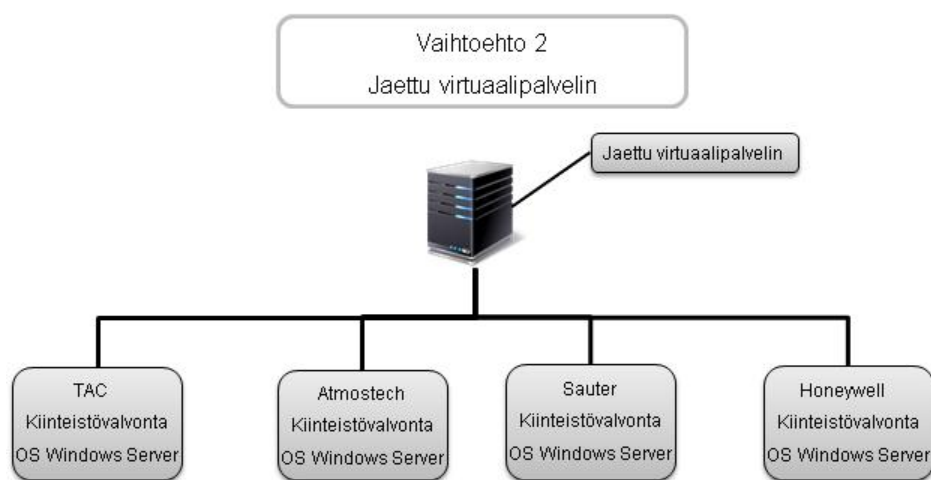 Vaihtoehto 2
Jaettu virtuaalipalvelin
Jaettu virtuaalipalvelin
TAC
Kiinteistövalvonta
OS Windows Server
Atmostech
Kiinteistövalvonta
OS Windows Server
Sauter
Kiinteistövalvonta
OS Windows Server
Honeywell
Kiinteistövalvonta
OS Windows Server